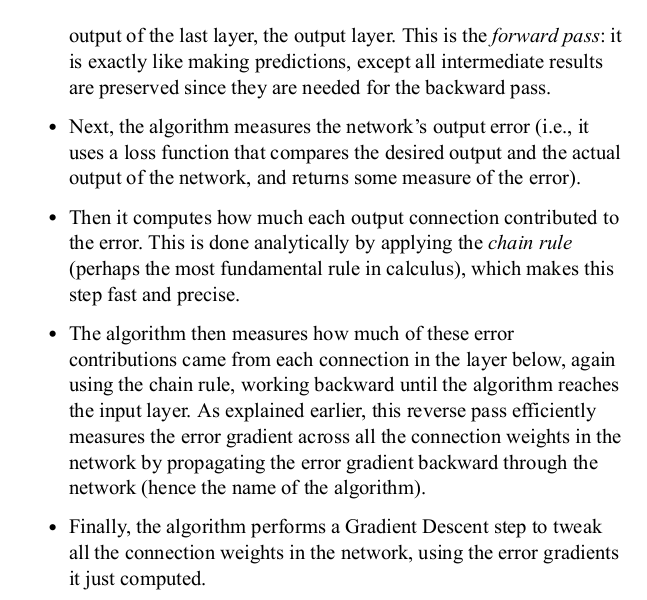 output of the last layer, the output layer. This is the forward pass: it
is exactly like making predictions, except all intermediate results
are preserved since they are needed for the backward pass.
• Next, the algorithm measures the network’s output error (i.e., it
uses a loss function that compares the desired output and the actual
output of the network, and returns some measure of the error).
• Then it computes how much each output connection contributed to
the error. This is done analytically by applying the chain rule
(perhaps the most fundamental rule in calculus), which makes this
step fast and precise.
• The algorithm then measures how much of these error
contributions came from each connection in the layer below, again
using the chain rule, working backward until the algorithm reaches
the input layer. As explained earlier, this reverse pass efficiently
measures the error gradient across all the connection weights in the
network by propagating the error gradient backward through the
network (hence the name of the algorithm).
• Finally, the algorithm performs a Gradient Descent step to tweak
all the connection weights in the network, using the error gradients
it just computed.